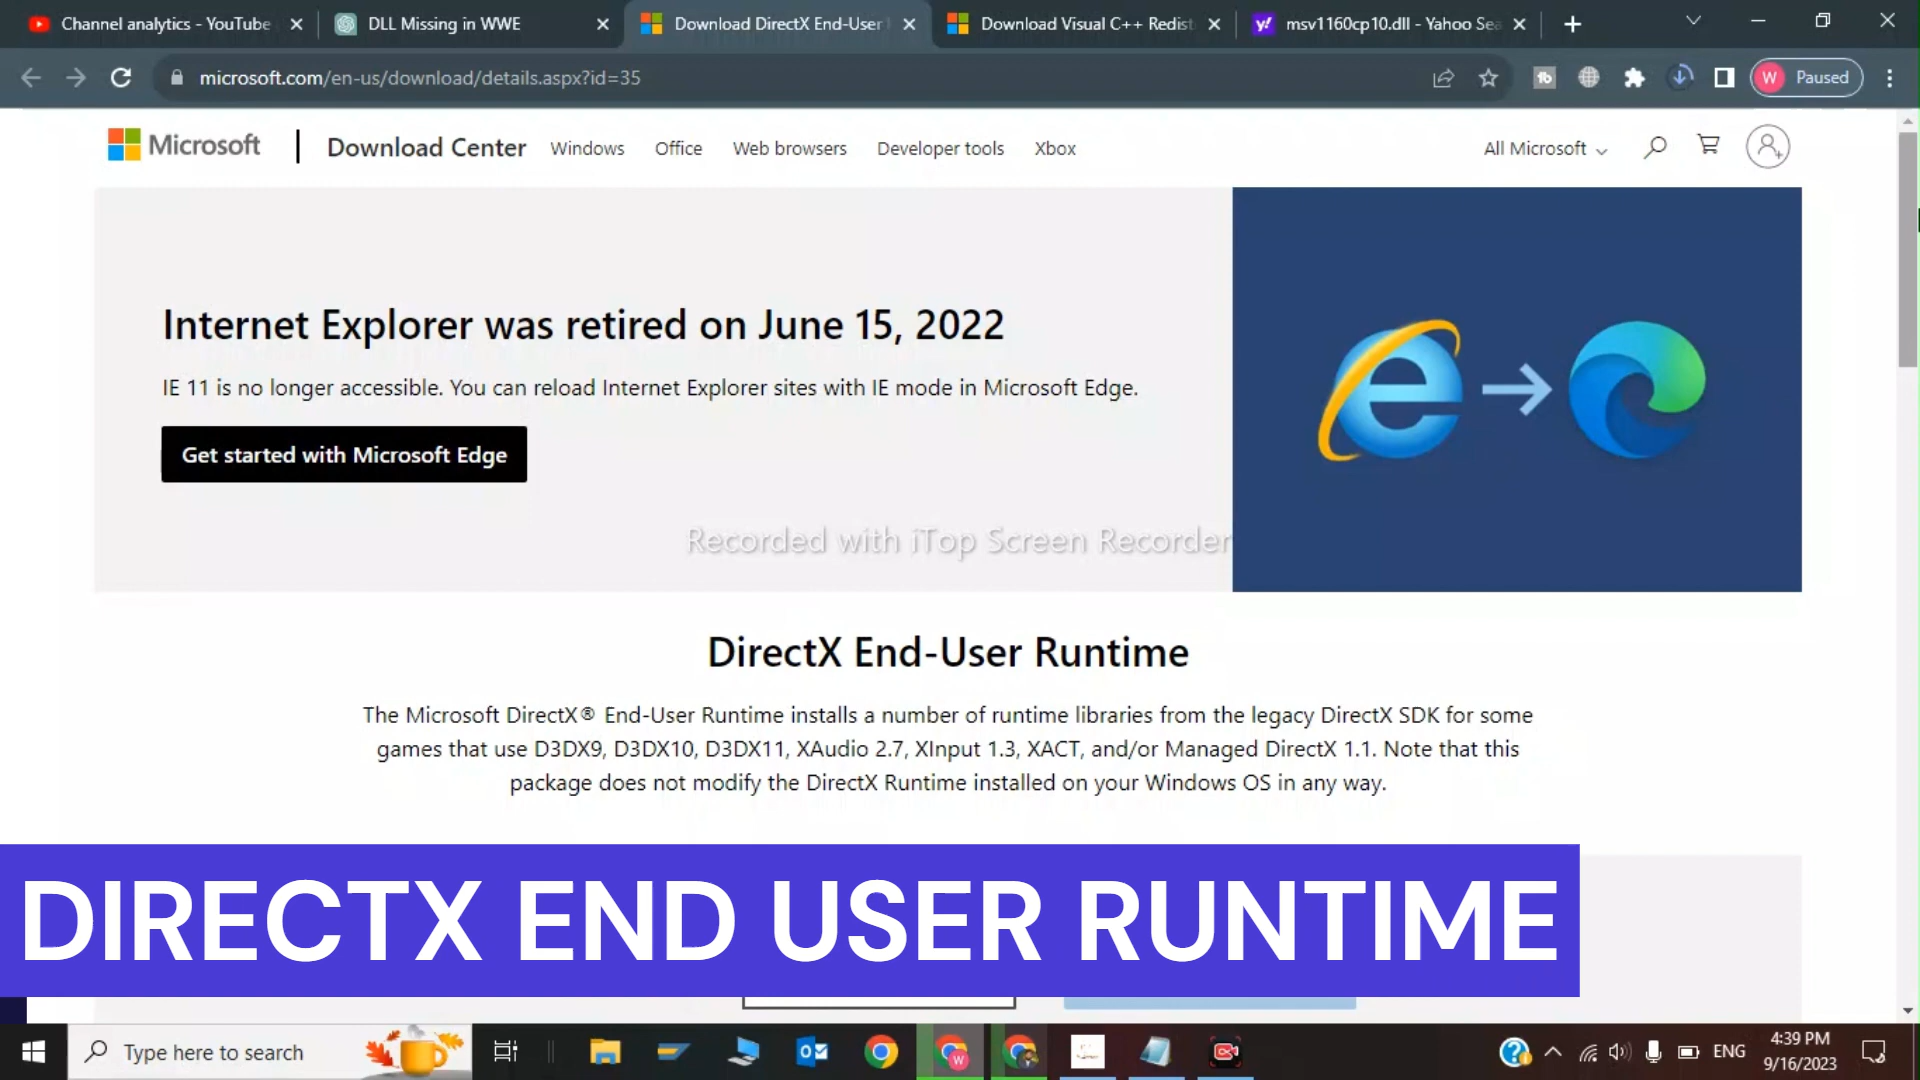 Channel analytics - YouTube
DLL Missing in WWE
Download DirectX End-User
Download Visual C++ Redist
msv1160cp10.dll - Yahoo Sea
microsoft.com/en-us/download/details.aspx?id=35
W Paused
Microsoft
Download Center
Windows
Office
Web browsers
Developer tools
Xbox
All Microsoft
Internet Explorer was retired on June 15, 2022
IE 11 is no longer accessible. You can reload Internet Explorer sites with IE mode in Microsoft Edge.
Get started with Microsoft Edge
Recorded with iTop Screen Recorder
DirectX End-User Runtime
The Microsoft DirectX® End-User Runtime installs a number of runtime libraries from the legacy DirectX SDK for some
games that use D3DX9, D3DX10, D3DX11, XAudio 2.7, XInput 1.3, XACT, and/or Managed DirectX 1.1. Note that this
package does not modify the DirectX Runtime installed on your Windows OS in any way.
DIRECTX END USER RUNTIME
Type here to search
ENG
4:39 PM
9/16/2023